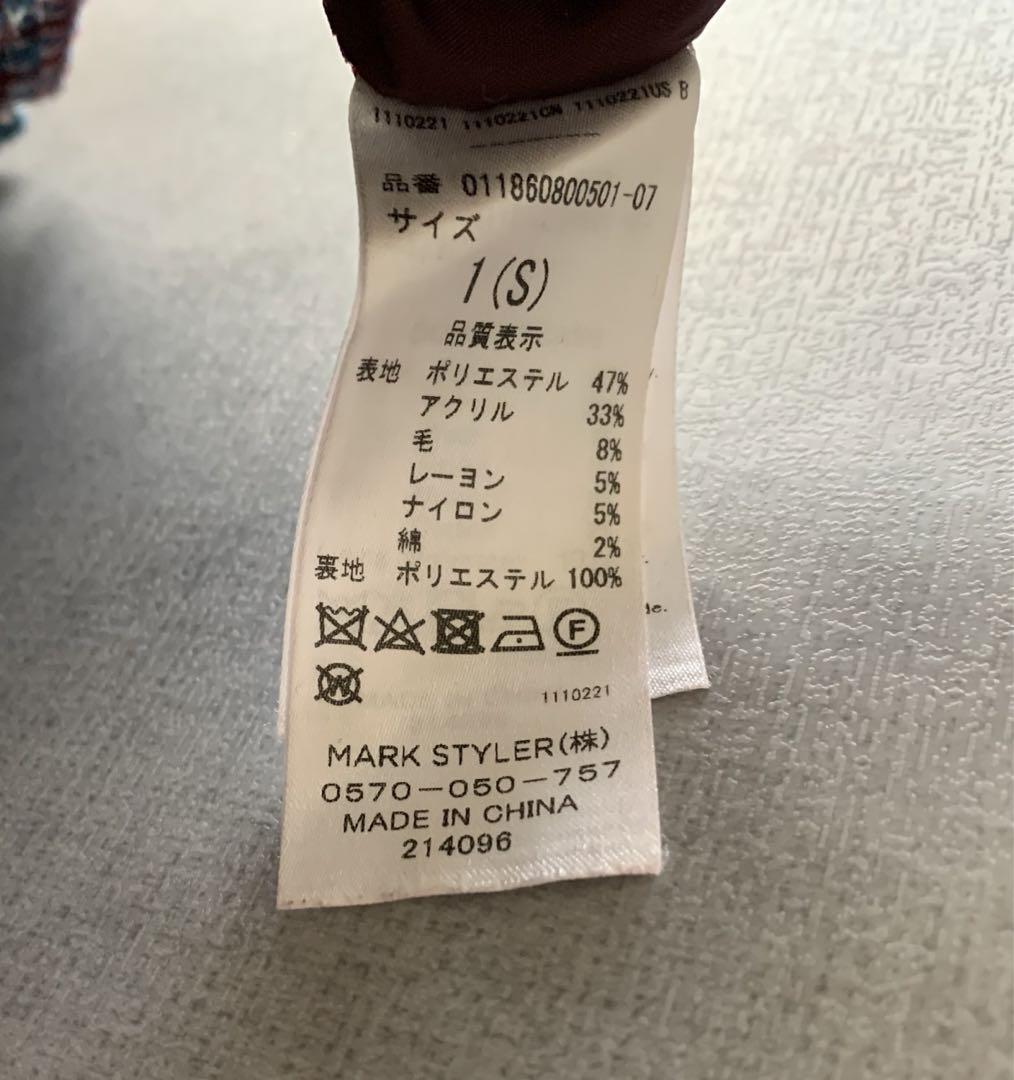 1110221 1110221CN 1110221US B
品番 011860800501-07
サイズ
1(S)
品質表示
表地 ポリエステル 47%
アクリル 33%
毛 8%
レーヨン 5%
ナイロン 5%
綿 2%
裏地 ポリエステル 100%
F
W
1110221
MARK STYLER(株)
0570-050-757
MADE IN CHINA
214096